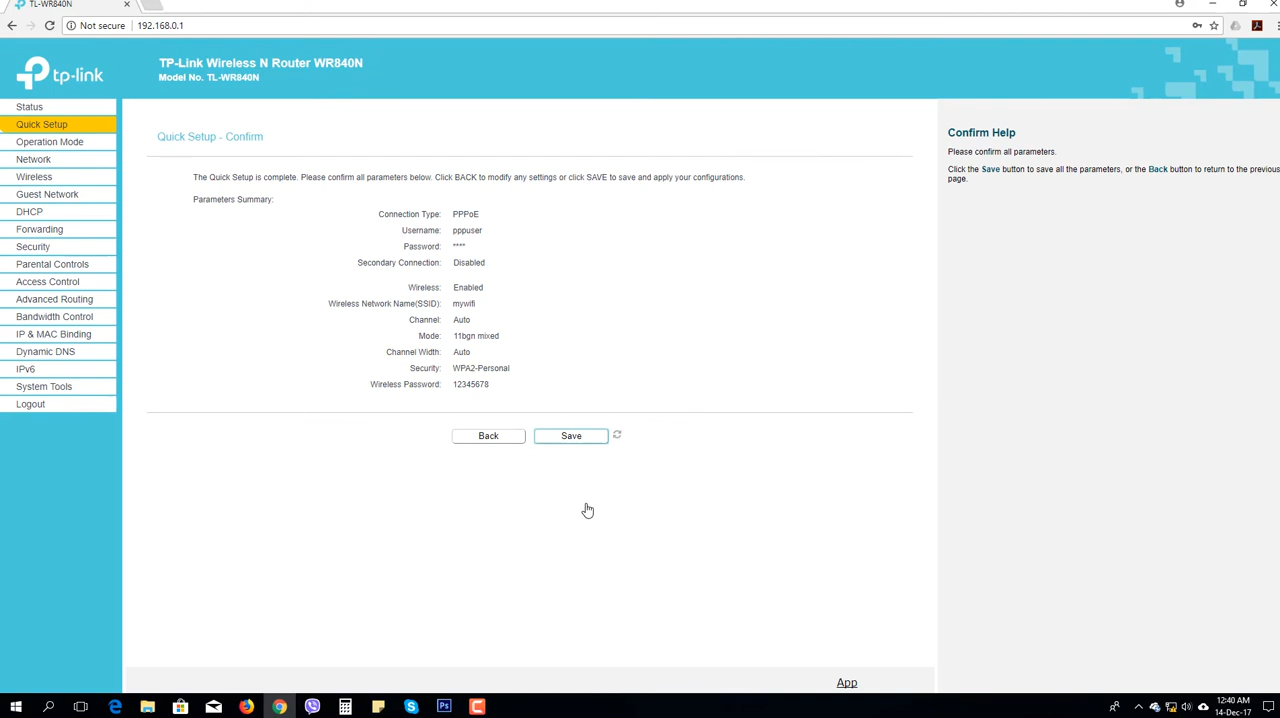 TL-WR840N
Not secure
192.168.0.1
tp-link
TP-Link Wireless N Router WR840N
Model No. TL-WR840N
Status
Quick Setup
Operation Mode
Network
Wireless
Guest Network
DHCP
Forwarding
Security
Parental Controls
Access Control
Advanced Routing
Bandwidth Control
IP & MAC Binding
Dynamic DNS
IPv6
System Tools
Logout
Quick Setup - Confirm
The Quick Setup is complete. Please confirm all parameters below. Click BACK to modify any settings or click SAVE to save and apply your configurations.
Parameters Summary:
Connection Type: PPPoE
Username: pppuser
Password: ****
Secondary Connection: Disabled
Wireless: Enabled
Wireless Network Name(SSID): mywifi
Channel: Auto
Mode: 11bgn mixed
Channel Width: Auto
Security: WPA2-Personal
Wireless Password: 12345678
Back
Save
Confirm Help
Please confirm all parameters.
Click the Save button to save all the parameters, or the Back button to return to the previous
page.
App
Ps
12:40 AM
14-Dec-17